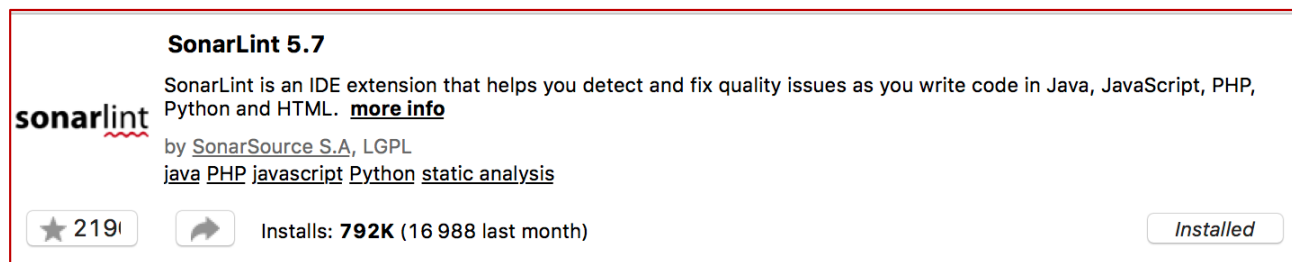 SonarLint 5.7
SonarLint is an IDE extension that helps you detect and fix quality issues as you write code in Java, JavaScript, PHP,
Python and HTML. more info
sonarlint
by SonarSource S.A, LGPL
java PHP javascript Python static analysis
Installs: 792K (16 988 last month)
Installed